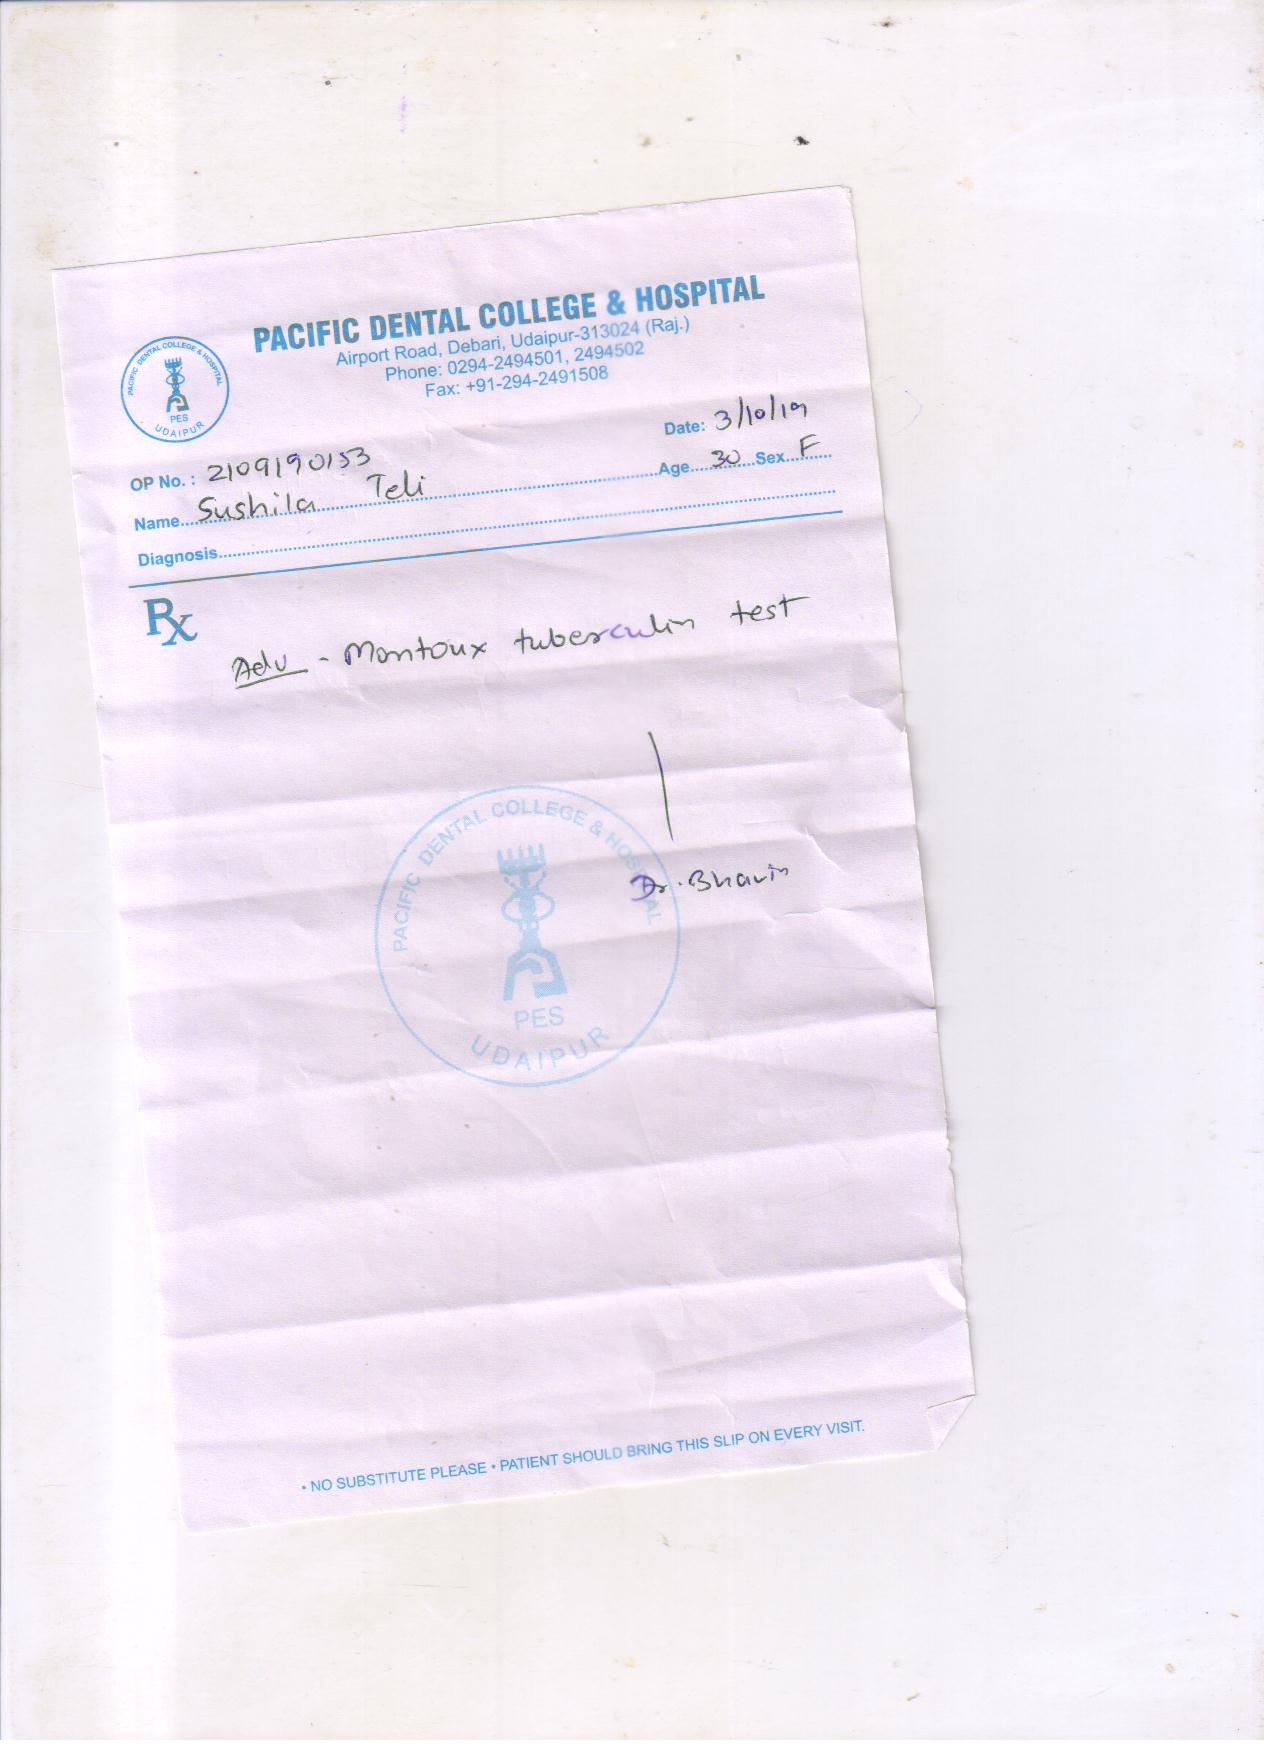 PACIFIC DENTAL COLLEGE & HOSPITAL
Airport Road, Debari, Udaipur-313024 (Raj.)
Phone: 0294-2494501, 2494502
Fax: +91-294-2491508
PACIFIC DENTAL COLLEGE & HOSPITAL
PES
UDAIPUR
Date: 3/10/19
OP No. : 2109190153
Name Sushila Teli Age 30 Sex F
Diagnosis
Rx
Adv - Montoux tuberculin test
Dr. Bhavin
PACIFIC DENTAL COLLEGE & HOSPITAL
PES
UDAIPUR
• NO SUBSTITUTE PLEASE • PATIENT SHOULD BRING THIS SLIP ON EVERY VISIT.